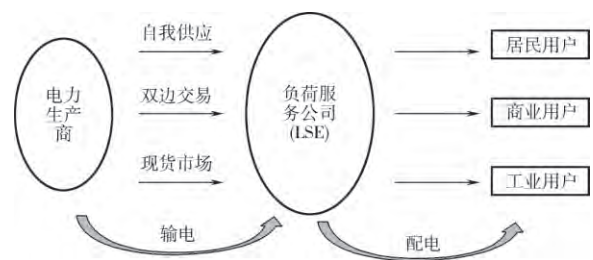 自我供应
双边交易
现货市场
电力
生产
商
负荷服
务公司
(LSE)
居民用户
商业用户
工业用户
输电
配电